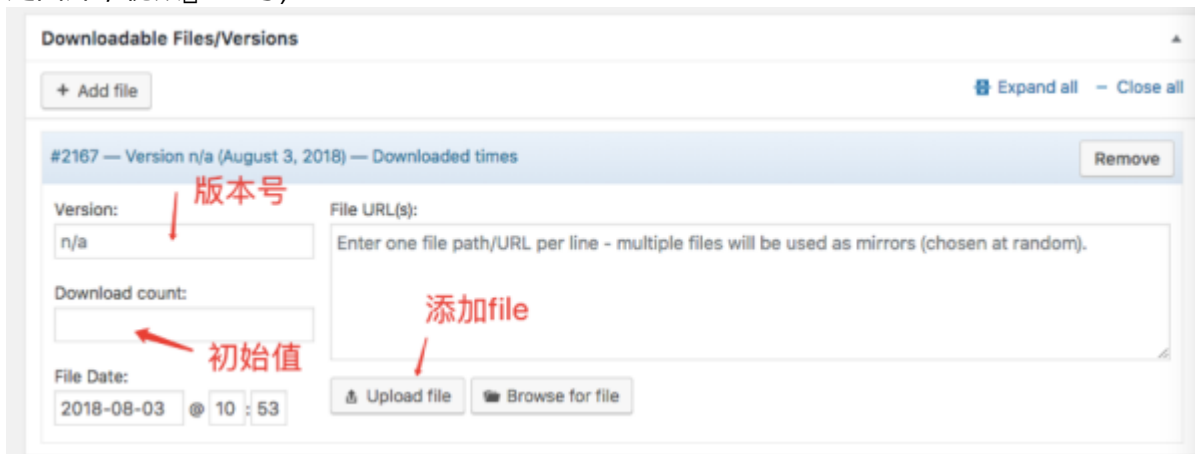 Downloadable Files/Versions
+ Add file
Expand all – Close all
#2167 — Version n/a (August 3, 2018) — Downloaded times
Remove
版本号
Version:
File URL(s):
n/a
Enter one file path/URL per line - multiple files will be used as mirrors (chosen at random).
Download count:
添加file
初始值
File Date:
2018-08-03 @ 10 : 53
Upload file
Browse for file